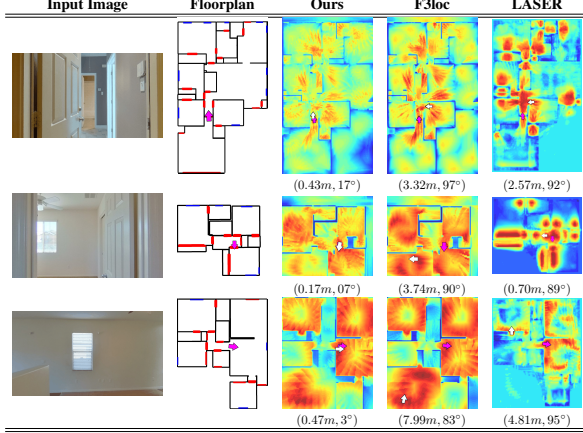 Input Image Floorplan Ours F3loc LASER
(0.43m, 17°) (3.32m, 97°) (2.57m, 92°)
(0.17m, 07°) (3.74m, 90°) (0.70m, 89°)
(0.47m, 3°) (7.99m, 83°) (4.81m, 95°)